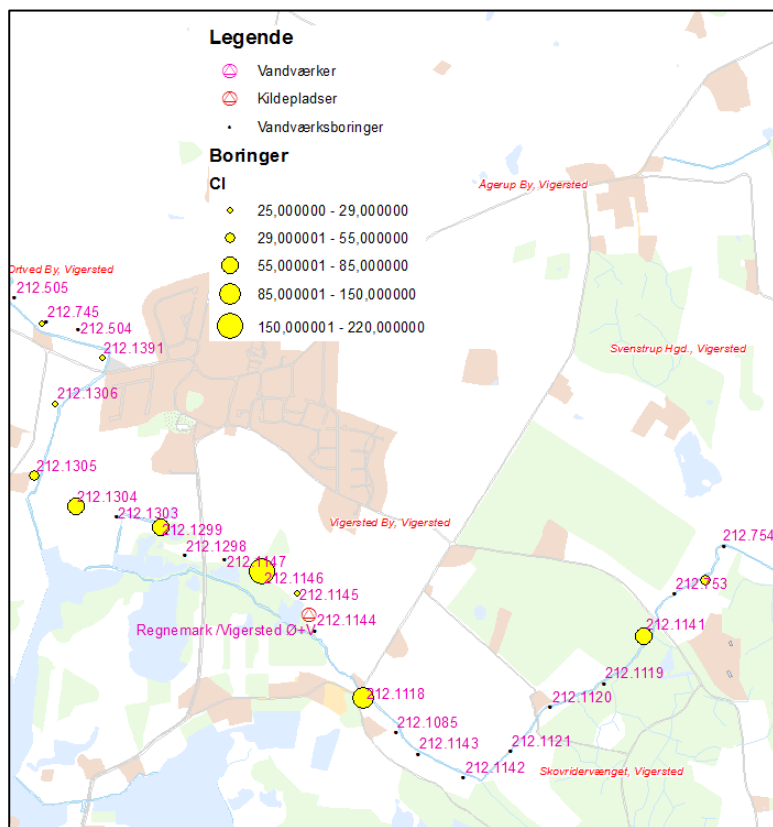 Legende
Vandværker
Kildepladser
Vandværksboringer
Boringer
Cl
25,000000 - 29,000000
29,000001 - 55,000000
55,000001 - 85,000000
85,000001 - 150,000000
150,000001 - 220,000000
Ågerup By, Vigersted
Ortved By, Vigersted
212.505
212.745
212.504
212.1391
Svenstrup Hgd., Vigersted
212.1306
212.1305
212.1304
212.1303
212.1299
Vigersted By, Vigersted
212.754
212.1298
212.1147
212.1146
212.1145
212.753
212.1144
Regnemark /Vigersted Ø+V
212.1141
212.1119
212.1118
212.1120
212.1085
212.1143
212.1121
212.1142
Skovridervænget, Vigersted